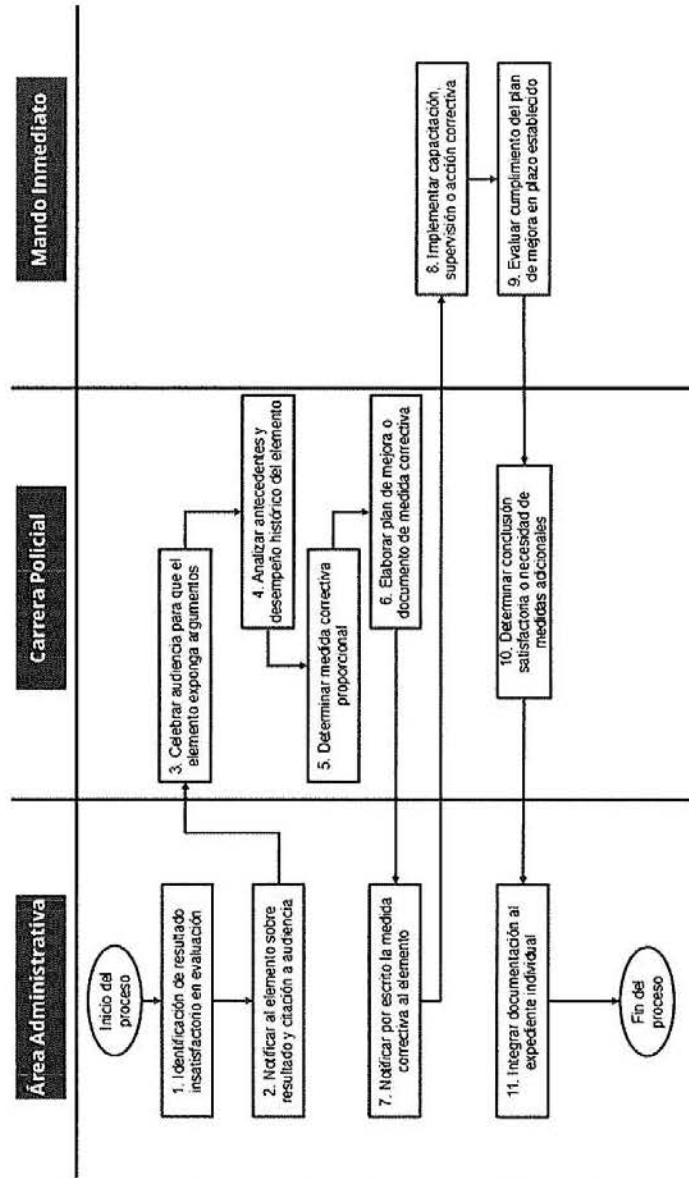 Área Administrativa
Carrera Policial
Mando Inmediato
Inicio del
proceso
1. Identificación de resultado
insatisfactorio en evaluación
2. Notificar al elemento sobre
resultado y citación a audiencia
3. Celebrar audiencia para que el
elemento exponga argumentos
4. Analizar antecedentes y
desempeño histórico del elemento
5. Determinar medida correctiva
proporcional
6. Elaborar plan de mejora o
documento de medida correctiva
7. Notificar por escrito la medida
correctiva al elemento
8. Implementar capacitación,
supervisión o acción correctiva
9. Evaluar cumplimiento del plan
de mejora en plazo establecido
10. Determinar conclusión
satisfactoria o necesidad de
medidas adicionales
11. Integrar documentación al
expediente individual
Fin del
proceso